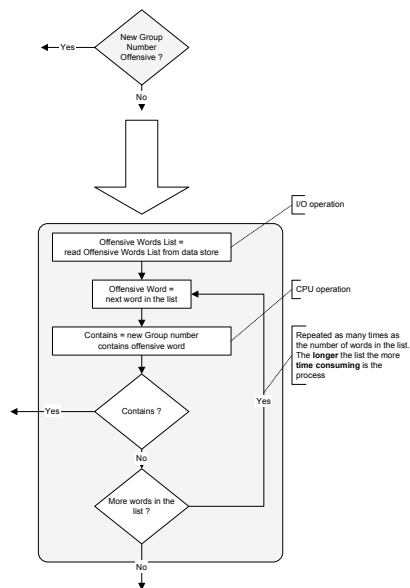 New Group
Number
Offensive ?
Yes
No
I/O operation
Offensive Words List =
read Offensive Words List from data store
Offensive Word =
next word in the list
CPU operation
Contains = new Group number
contains offensive word
Repeated as many times as
the number of words in the list.
The longer the list the more
time consuming is the
process
Yes
Contains ?
Yes
No
More words in the
list ?
No